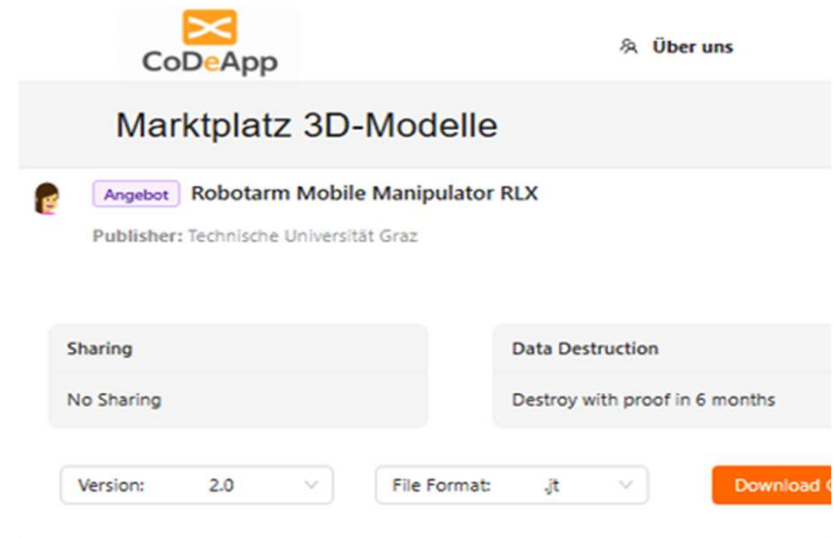 CoDeApp
Über uns
Marktplatz 3D-Modelle
Angebot Robotarm Mobile Manipulator RLX
Publisher: Technische Universität Graz
Sharing Data Destruction
No Sharing Destroy with proof in 6 months
Version: 2.0 File Format: .jt Download